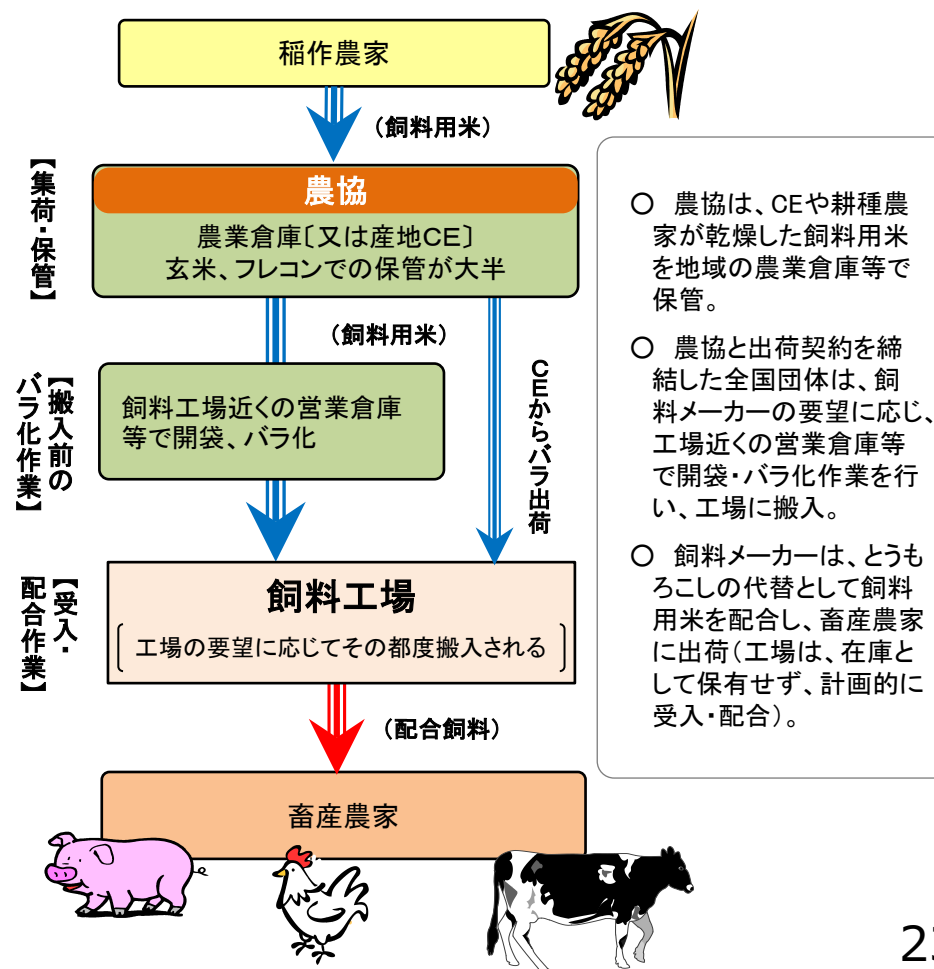 稲作農家
(飼料用米)
【集荷・保管】
農協
農業倉庫〔又は産地CE〕
玄米、フレコンでの保管が大半
(飼料用米)
CEからバラ出荷
【搬入前の
バラ化作業】
飼料工場近くの営業倉庫
等で開袋、バラ化
【受入・
配合作業】
飼料工場
工場の要望に応じてその都度搬入される
(配合飼料)
畜産農家
○ 農協は、CEや耕種農
家が乾燥した飼料用米
を地域の農業倉庫等で
保管。
○ 農協と出荷契約を締
結した全国団体は、飼
料メーカーの要望に応じ、
工場近くの営業倉庫等
で開袋・バラ化作業を行
い、工場に搬入。
○ 飼料メーカーは、とうも
ろこしの代替として飼料
用米を配合し、畜産農家
に出荷(工場は、在庫と
して保有せず、計画的に
受入・配合)。